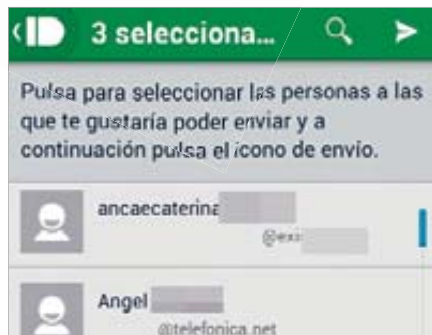 3 selecciona...
Pulsa para seleccionar las personas a las
que te gustaría poder enviar y a
continuación pulsa el icono de envío.
ancaecaterina
Angel
@telefonica.net